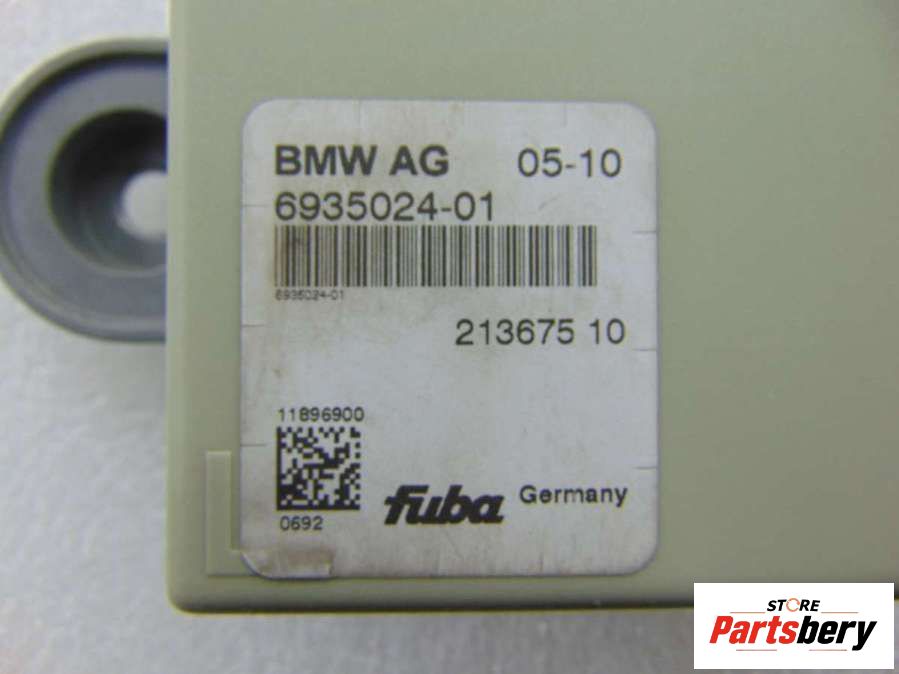 BMW AG 05-10
6935024-01
6935024-01
213675 10
11896900
0692
fuba Germany
STORE
Partsbery